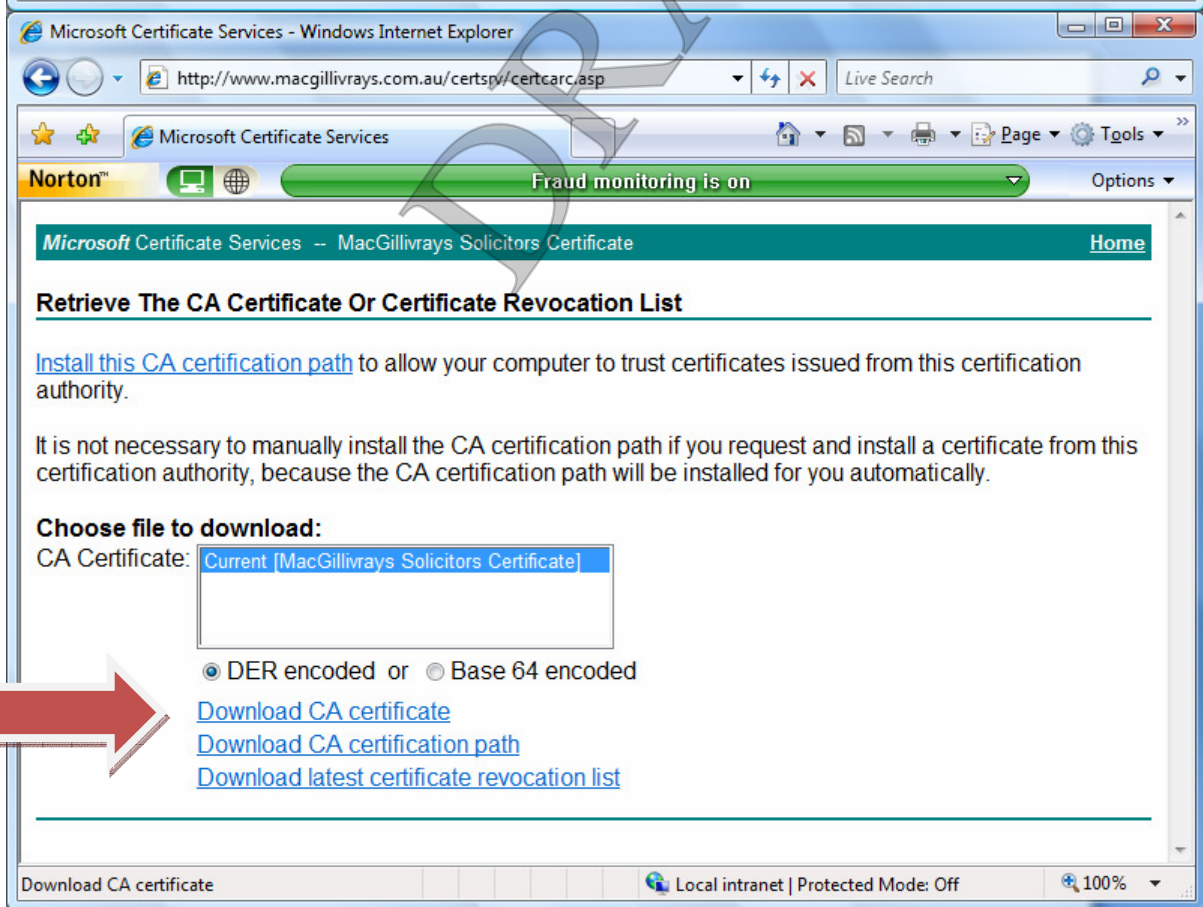 Microsoft Certificate Services - Windows Internet Explorer
http://www.macgillivrays.com.au/certsrv/certcarc.asp
Live Search
Microsoft Certificate Services
Page
Tools
Norton™
Fraud monitoring is on
Options
Microsoft Certificate Services -- MacGillivrays Solicitors Certificate
Home
Retrieve The CA Certificate Or Certificate Revocation List
Install this CA certification path to allow your computer to trust certificates issued from this certification
authority.
It is not necessary to manually install the CA certification path if you request and install a certificate from this
certification authority, because the CA certification path will be installed for you automatically.
Choose file to download:
CA Certificate:
Current [MacGillivrays Solicitors Certificate]
DER encoded or Base 64 encoded
Download CA certificate
Download CA certification path
Download latest certificate revocation list
Download CA certificate
Local intranet | Protected Mode: Off
100%